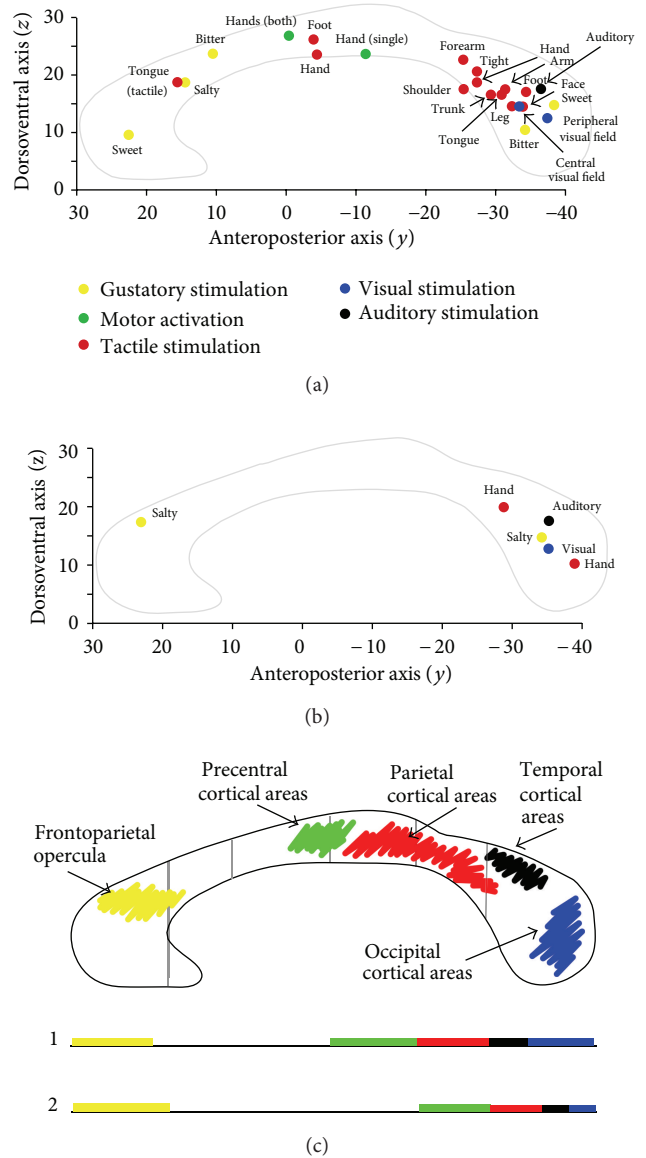 Dorsoventral axis (z)
30
20
10
0
Hands (both)
Foot
Bitter
Hand (single)
Hand
Tongue
(tactile)
Salty
Sweet
Auditory
Forearm
Hand
Arm
Tight
Shoulder
Foot
Face
Sweet
Trunk
Leg
Tongue
Bitter
Peripheral
visual field
Central
visual field
30 20 10 0 −10 −20 −30 −40
Anteroposterior axis (y)
Gustatory stimulation
Motor activation
Tactile stimulation
Visual stimulation
Auditory stimulation
(a)
Dorsoventral axis (z)
30
20
10
0
Salty
Hand
Auditory
Salty
Visual
Hand
30 20 10 0 −10 −20 −30 −40
Anteroposterior axis (y)
(b)
Precentral
cortical areas
Parietal
cortical areas
Temporal
cortical
areas
Frontoparietal
opercula
Occipital
cortical areas
1
2
(c)